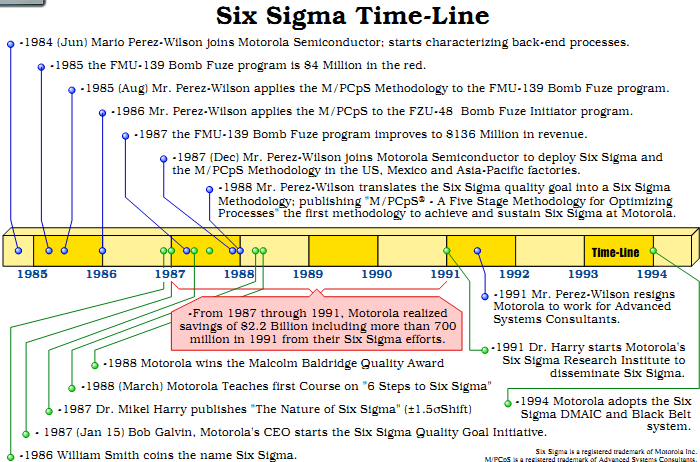 Six Sigma Time-Line
-1984 (Jun) Mario Perez-Wilson joins Motorola Semiconductor; starts characterizing back-end processes.
-1985 the FMU-139 Bomb Fuze program is $4 Million in the red.
-1985 (Aug) Mr. Perez-Wilson applies the M/PCpS Methodology to the FMU-139 Bomb Fuze program.
-1986 Mr. Perez-Wilson applies the M/PCpS to the FZU-48 Bomb Fuze Initiator program.
-1987 the FMU-139 Bomb Fuze program improves to $136 Million in revenue.
-1987 (Dec) Mr. Perez-Wilson joins Motorola Semiconductor to deploy Six Sigma and
the M/PCpS Methodology in the US, Mexico and Asia-Pacific factories.
-1988 Mr. Perez-Wilson translates the Six Sigma quality goal into a Six Sigma
Methodology; publishing "M/PCpS® - A Five Stage Methodology for Optimizing
Processes" the first methodology to achieve and sustain Six Sigma at Motorola.
Time-Line
1985 1986 1987 1988 1989 1990 1991 1992 1993 1994
-From 1987 through 1991, Motorola realized
savings of $2.2 Billion including more than 700
million in 1991 from their Six Sigma efforts.
-1991 Mr. Perez-Wilson resigns
Motorola to work for Advanced
Systems Consultants.
-1991 Dr. Harry starts Motorola's
Six Sigma Research Institute to
disseminate Six Sigma.
-1988 Motorola wins the Malcolm Baldridge Quality Award
-1988 (March) Motorola Teaches first Course on "6 Steps to Six Sigma"
-1994 Motorola adopts the Six
Sigma DMAIC and Black Belt
system.
-1987 Dr. Mikel Harry publishes "The Nature of Six Sigma" (±1.5σShift)
- 1987 (Jan 15) Bob Galvin, Motorola's CEO starts the Six Sigma Quality Goal Initiative.
-1986 William Smith coins the name Six Sigma.
Six Sigma is a registered trademark of Motorola Inc.
M/PCpS is a registered trademark of Advanced Systems Consultants.